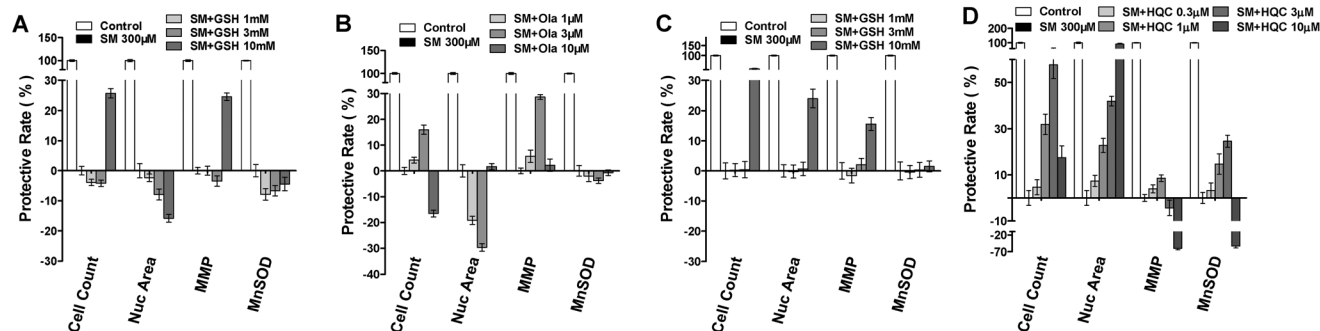 A
Control
SM 300μM
SM+GSH 1mM
SM+GSH 3mM
SM+GSH 10mM
Protective Rate ( % )
150
100
30
20
10
0
-10
-20
-30
Cell Count
Nuc Area
MMP
MnSOD
B
Control
SM 300μM
SM+Ola 1μM
SM+Ola 3μM
SM+Ola 10μM
Protective Rate ( % )
150
100
30
20
10
0
-10
-20
-30
-40
Cell Count
Nuc Area
MMP
MnSOD
C
Control
SM 300μM
SM+GSH 1mM
SM+GSH 3mM
SM+GSH 10mM
Protective Rate ( % )
150
100
30
20
10
0
-10
-20
-30
Cell Count
Nuc Area
MMP
MnSOD
D
Control
SM 300μM
SM+HQC 0.3μM
SM+HQC 1μM
SM+HQC 3μM
SM+HQC 10μM
Protective Rate ( % )
150
100
50
30
10
-10
-20
-70
Cell Count
Nuc Area
MMP
MnSOD